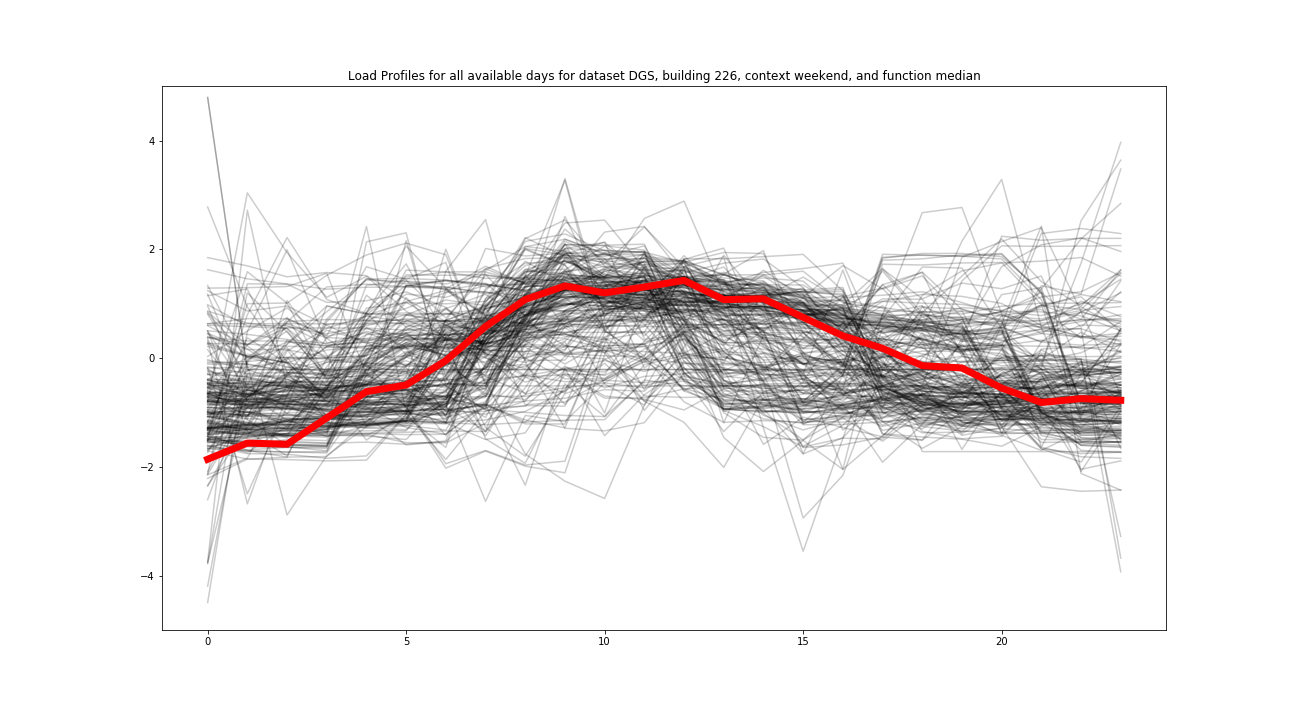 Load Profiles for all available days for dataset DGS, building 226, context weekend, and function median
4
2
0
−2
−4
0 5 10 15 20